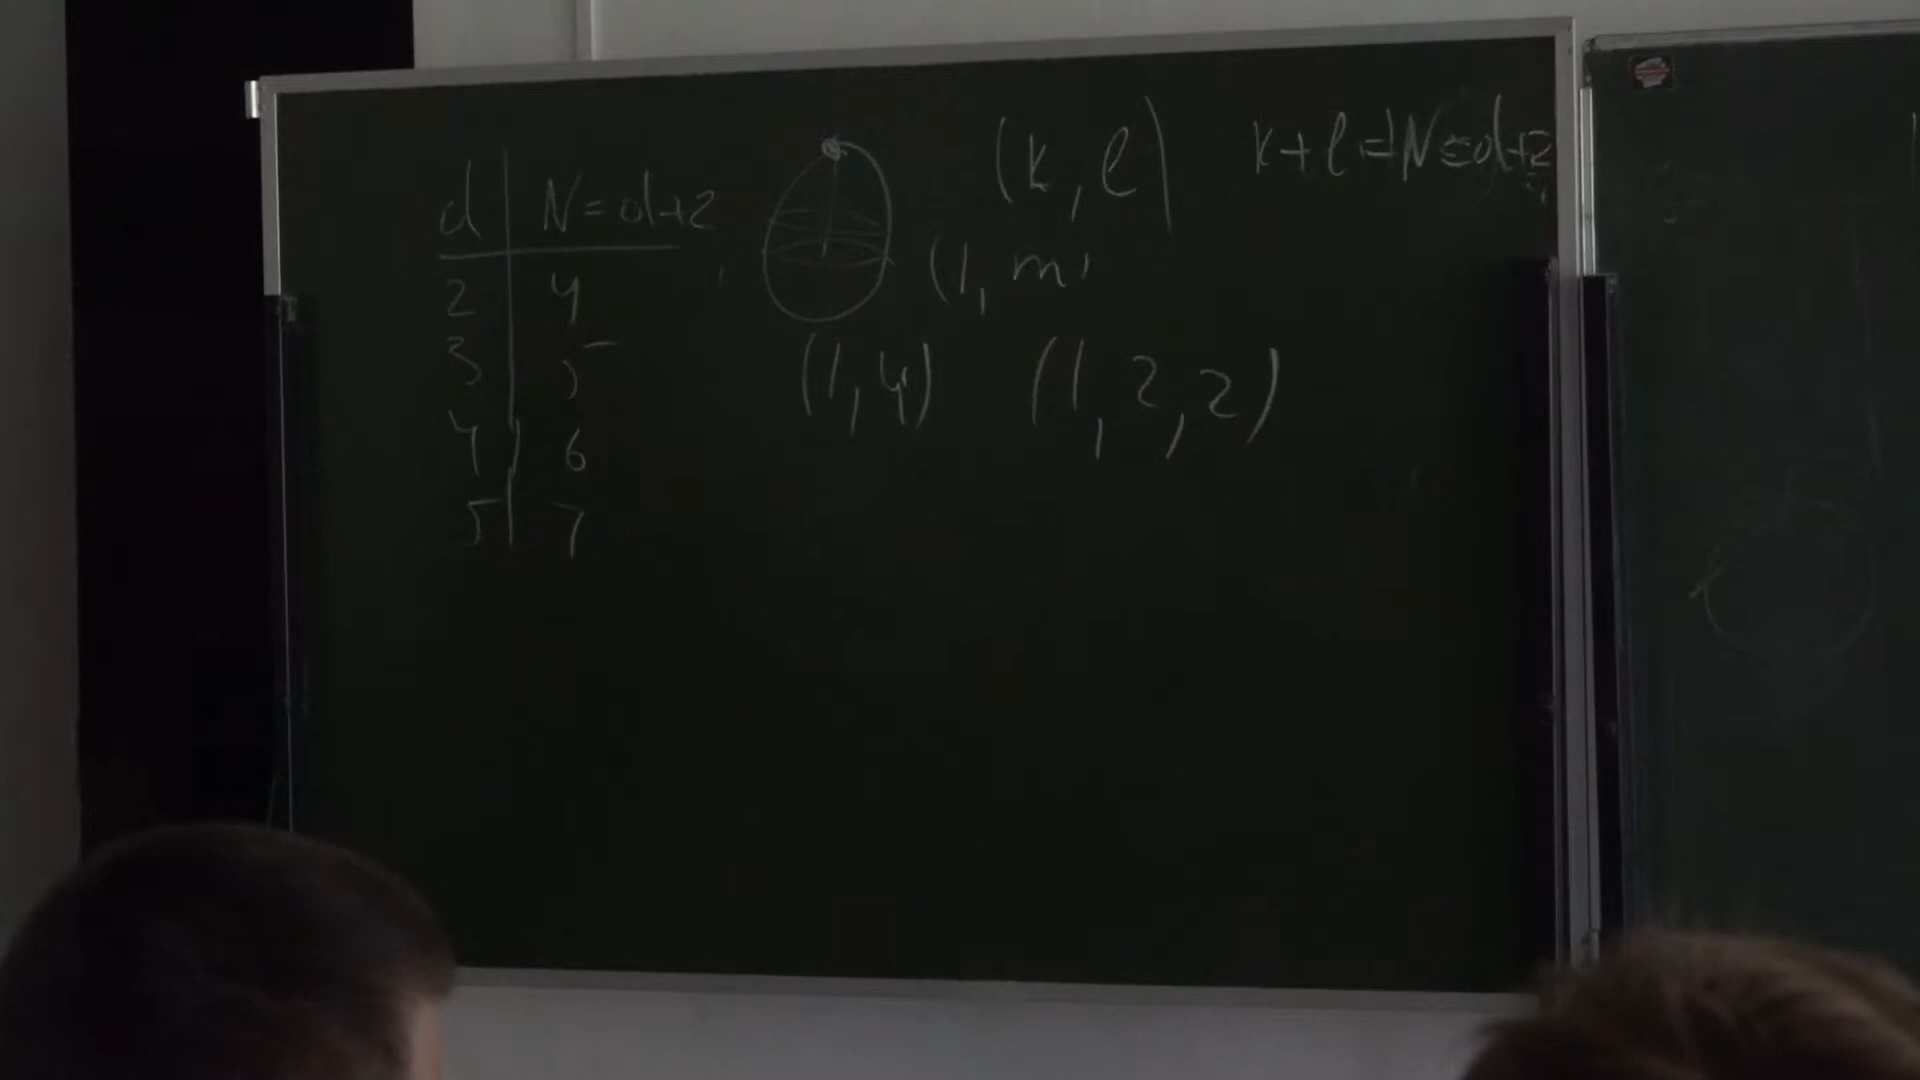 d | N = d+2
2 | 4
3 | 5
4 | 6
5 | 7
(k, l) k+l = N = d+2
(1, m
(1, 4) (1, 2, 2)